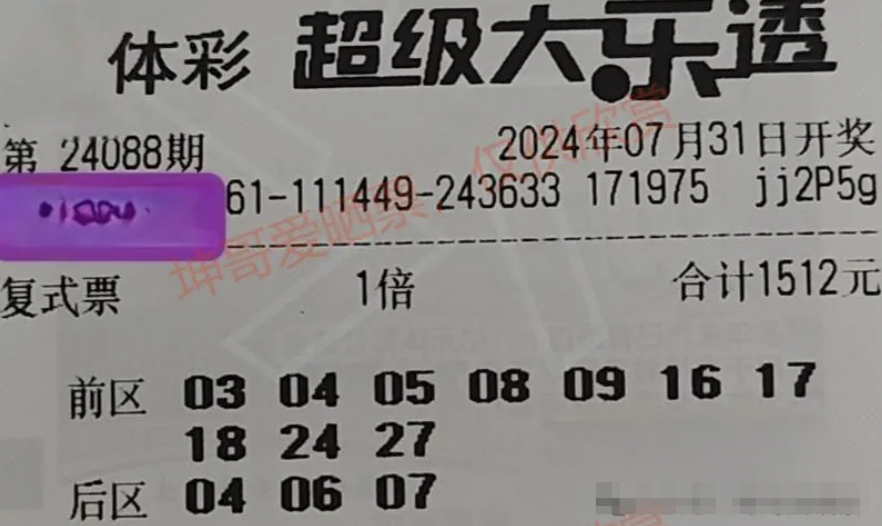 体彩 超级大乐透
第 24088期 2024年07月31日开奖
61-111449-243633 171975 jj2P5g
坤哥爱晒票，仅供欣赏
复式票 1倍 合计1512元
前区 03 04 05 08 09 16 17
18 24 27
后区 04 06 07